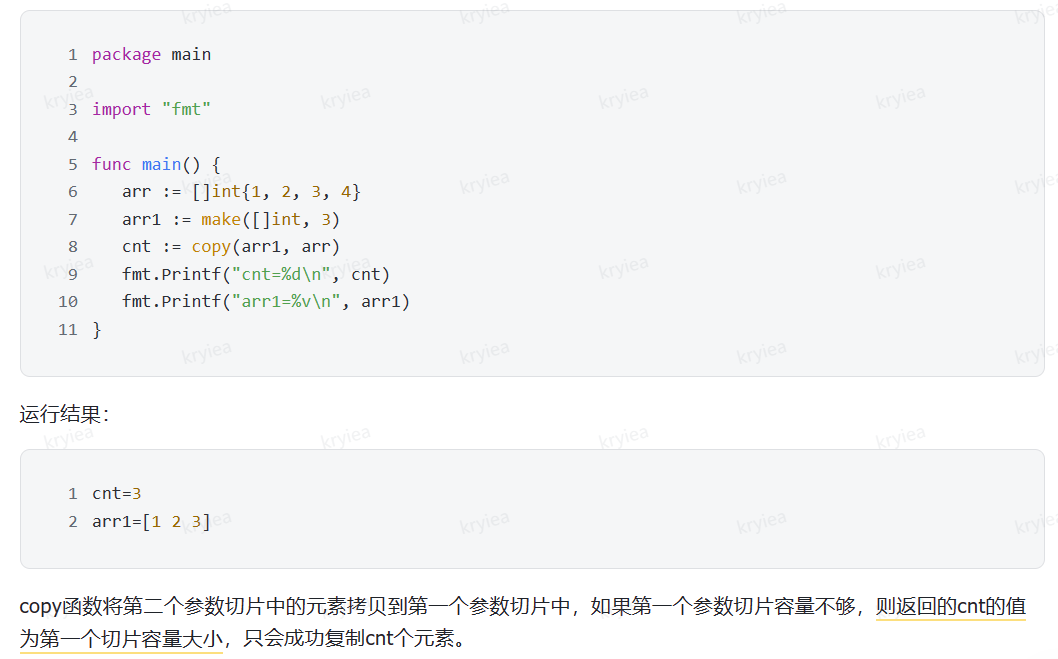 1 package main
2
3 import "fmt"
4
5 func main() {
6    arr := []int{1, 2, 3, 4}
7    arr1 := make([]int, 3)
8    cnt := copy(arr1, arr)
9    fmt.Printf("cnt=%d\n", cnt)
10    fmt.Printf("arr1=%v\n", arr1)
11 }
运行结果：
1 cnt=3
2 arr1=[1 2 3]
copy函数将第二个参数切片中的元素拷贝到第一个参数切片中，如果第一个参数切片容量不够，则返回的cnt的值
为第一个切片容量大小，只会成功复制cnt个元素。
kryiea